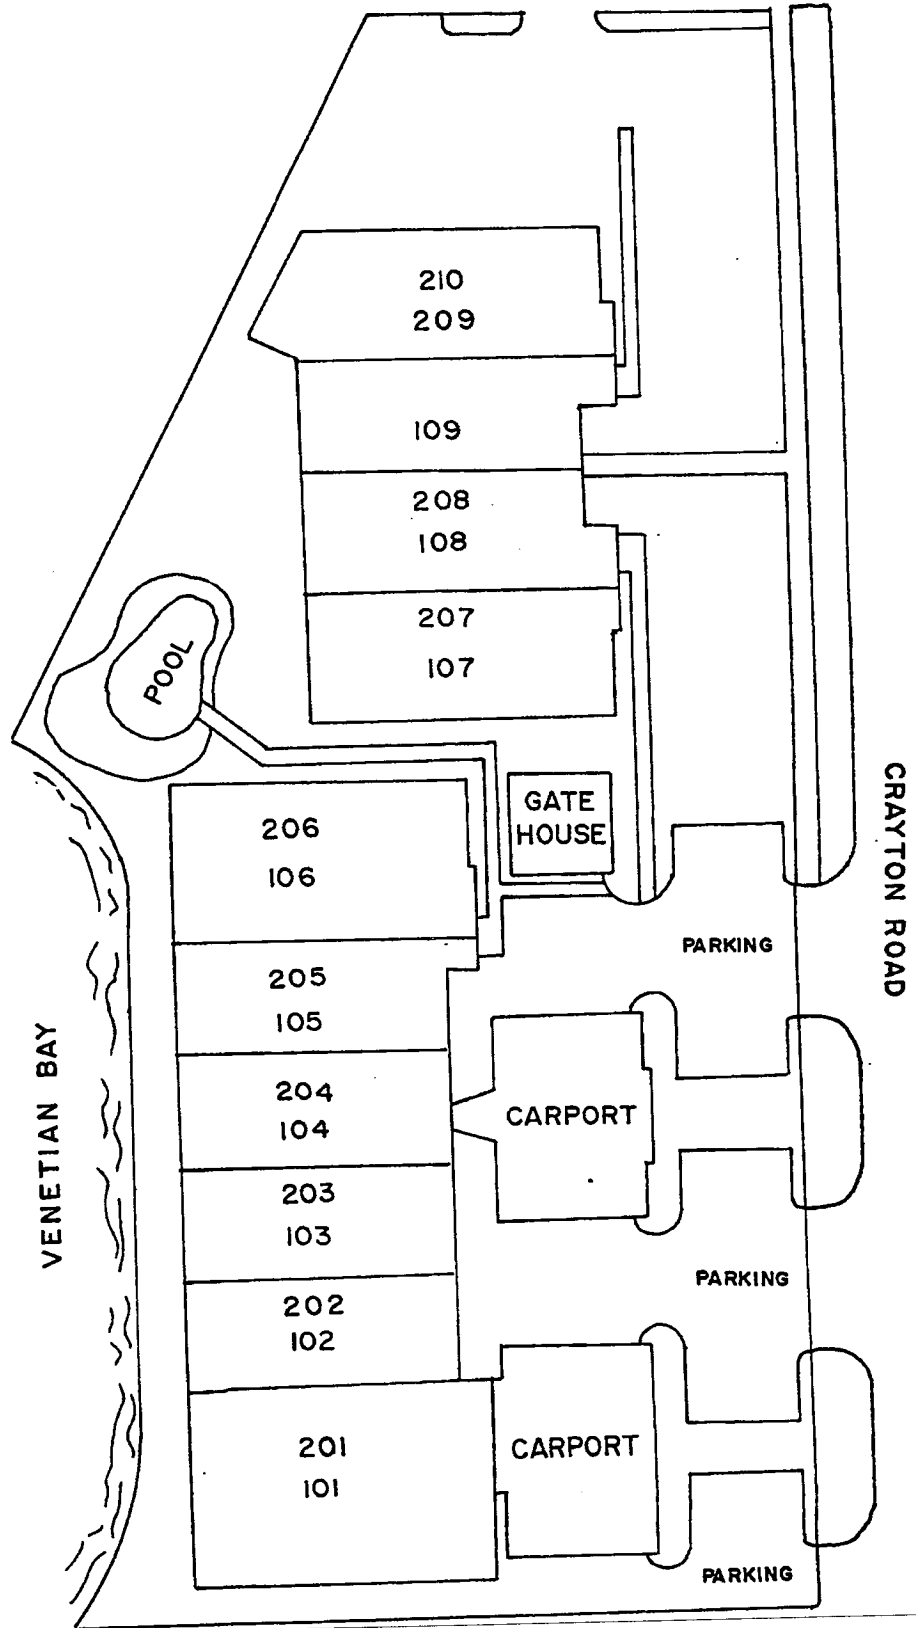 210
209
109
208
108
207
107
POOL
GATE
HOUSE
206
106
CRAYTON ROAD
PARKING
205
105
204
104
CARPORT
VENETIAN BAY
203
103
PARKING
202
102
201
101
CARPORT
PARKING